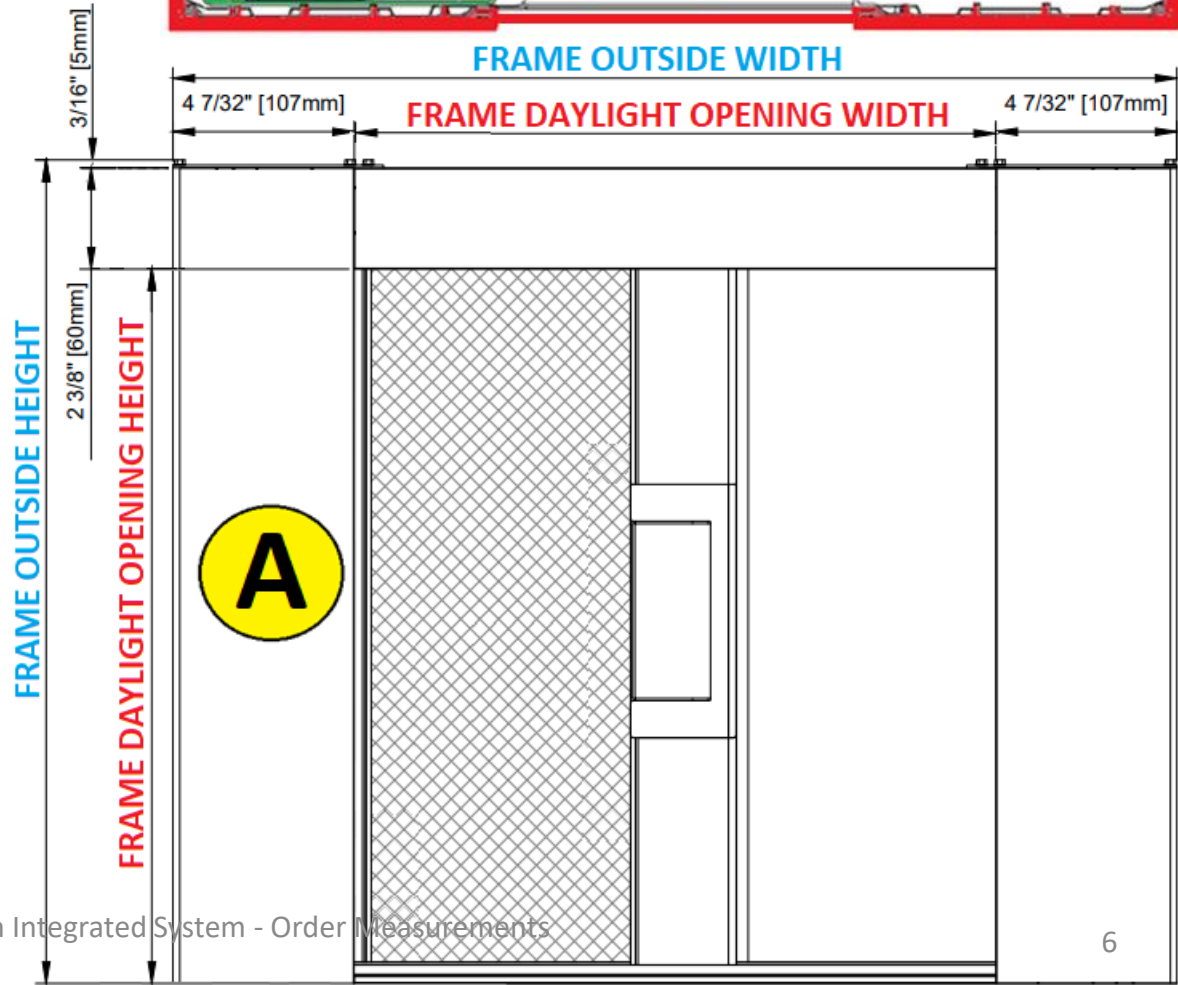 FRAME OUTSIDE WIDTH
3/16" [5mm]
4 7/32" [107mm]
FRAME DAYLIGHT OPENING WIDTH
4 7/32" [107mm]
FRAME OUTSIDE HEIGHT
2 3/8" [60mm]
FRAME DAYLIGHT OPENING HEIGHT
A
Integrated System - Order Measurements
6